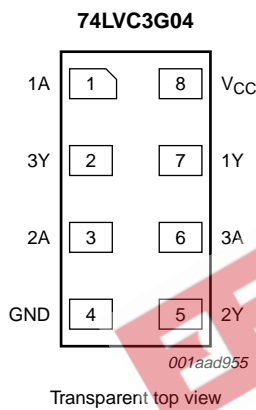 74LVC3G04
1A 1 8 VCC
3Y 2 7 1Y
2A 3 6 3A
GND 4 5 2Y
001aad955
Transparent top view